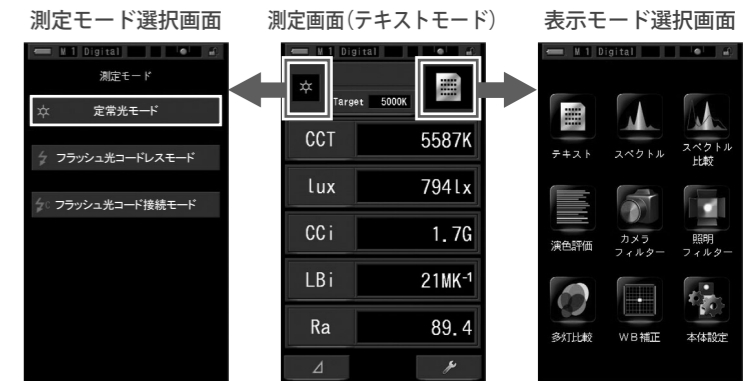 測定モード選択画面
M 1 Digital
測定モード
定常光モード
フラッシュ光コードレスモード
C フラッシュ光コード接続モード
測定画面(テキストモード)
M 1 Digital
Target 5000K
CCT 5587K
lux 794lx
CCi 1.7G
LBi 21MK-1
Ra 89.4
表示モード選択画面
M 1 Digital
テキスト
スペクトル
スペクトル
比較
演色評価
カメラ
フィルター
照明
フィルター
多灯比較
WB補正
本体設定